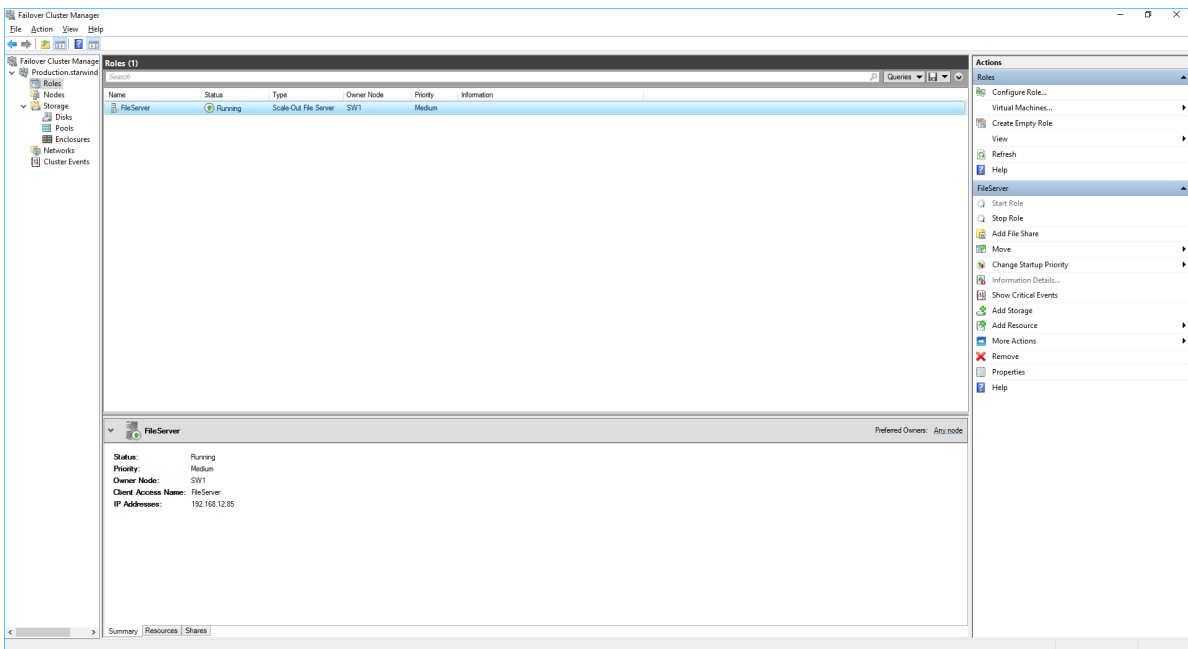 Failover Cluster Manager
File Action View Help
Failover Cluster Manage
Production.starwind
Roles
Nodes
Storage
Disks
Pools
Enclosures
Networks
Cluster Events
Roles (1)
Search
Queries
Name Status Type Owner Node Priority Information
FileServer Running Scale-Out File Server SW1 Medium
FileServer
Preferred Owners: Any node
Status: Running
Priority: Medium
Owner Node: SW1
Client Access Name: FileServer
IP Addresses: 192.168.12.85
Summary Resources Shares
Actions
Roles
Configure Role...
Virtual Machines...
Create Empty Role
View
Refresh
Help
FileServer
Start Role
Stop Role
Add File Share
Move
Change Startup Priority
Information Details...
Show Critical Events
Add Storage
Add Resource
More Actions
Remove
Properties
Help